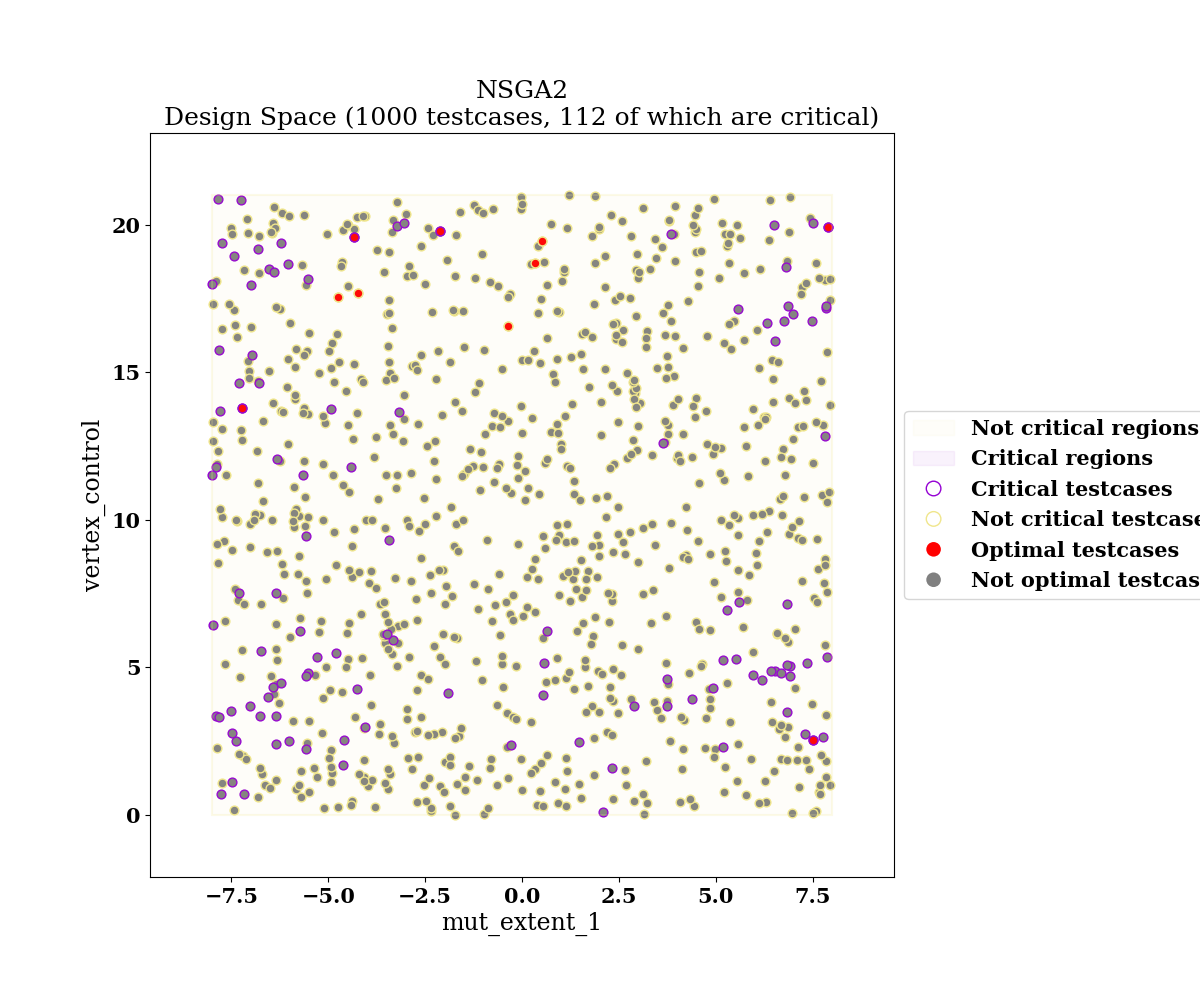 NSGA2
Design Space (1000 testcases, 112 of which are critical)
20
15
10
5
0
vertex_control
−7.5 −5.0 −2.5 0.0 2.5 5.0 7.5
mut_extent_1
Not critical regions
Critical regions
Critical testcases
Not critical testcase
Optimal testcases
Not optimal testcas